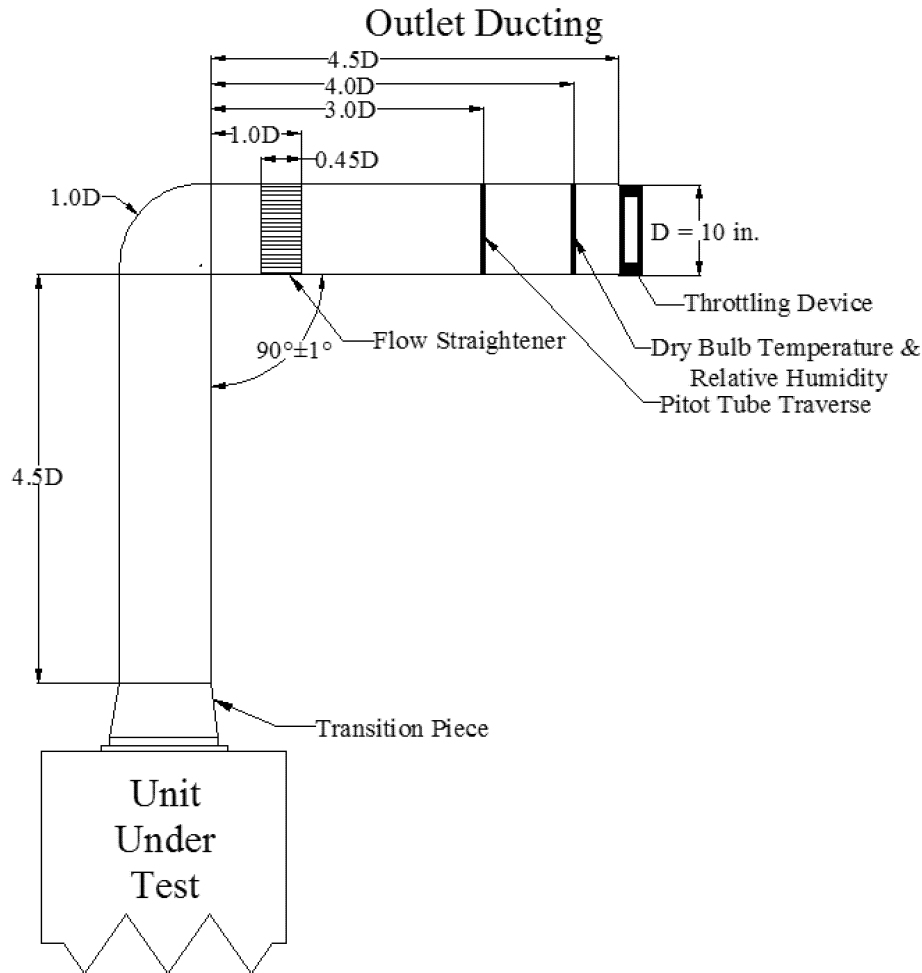 Outlet Ducting
4.5D
4.0D
3.0D
1.0D
0.45D
1.0D
D = 10 in.
Throttling Device
Flow Straightener
90°±1°
Dry Bulb Temperature &
Relative Humidity
Pitot Tube Traverse
4.5D
Transition Piece
Unit
Under
Test